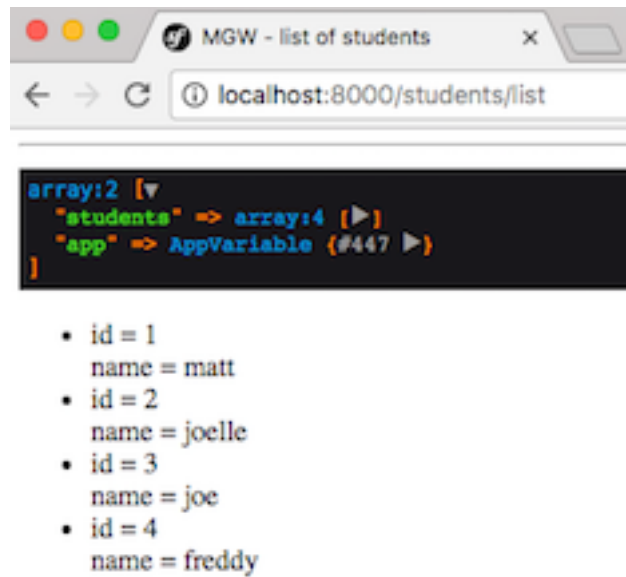 MGW - list of students
localhost:8000/students/list
array:2 [▼
"students" => array:4 [▶]
"app" => AppVariable {#447 ▶}
]
• id = 1
name = matt
• id = 2
name = joelle
• id = 3
name = joe
• id = 4
name = freddy